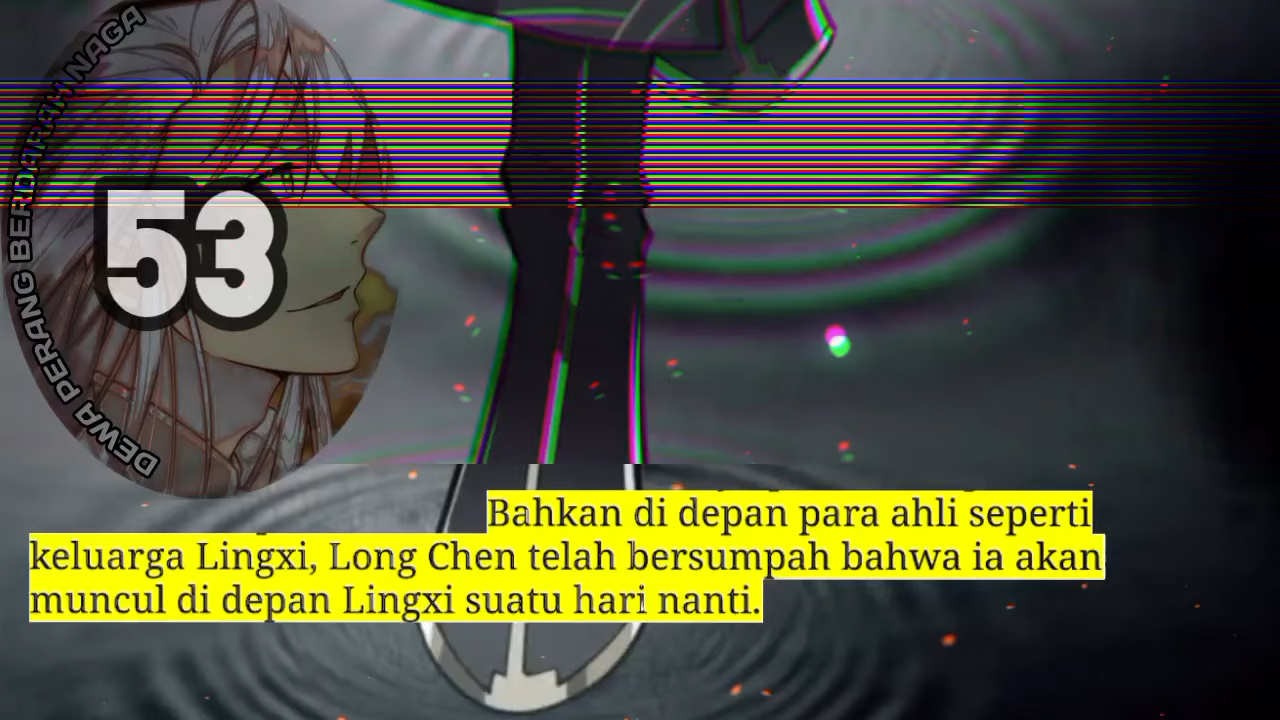 DEWA PERANG BERDARAH NAGA
53
Bahkan di depan para ahli seperti
keluarga Lingxi, Long Chen telah bersumpah bahwa ia akan
muncul di depan Lingxi suatu hari nanti.